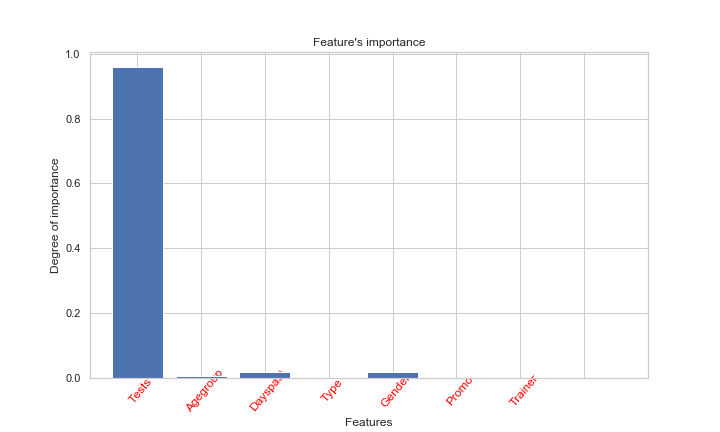 Feature's importance
1.0
0.8
0.6
0.4
0.2
0.0
Degree of importance
Tests
Agegroup
Type
Gender
Promo
Trainer
Features